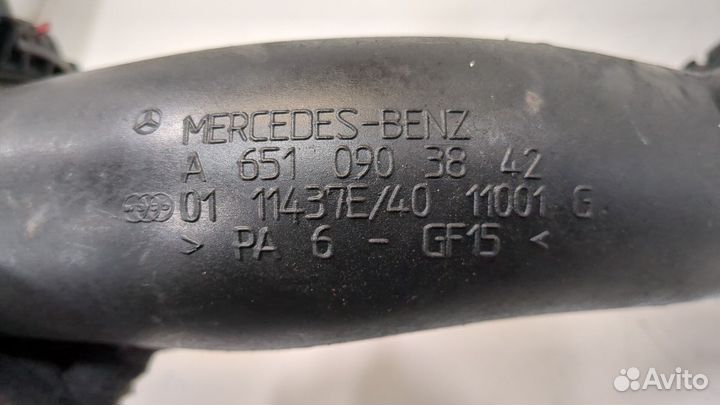 MERCEDES-BENZ
A 651 090 38 42
01 11437E/40 11001 G
> PA 6 - GF15 <
Avito